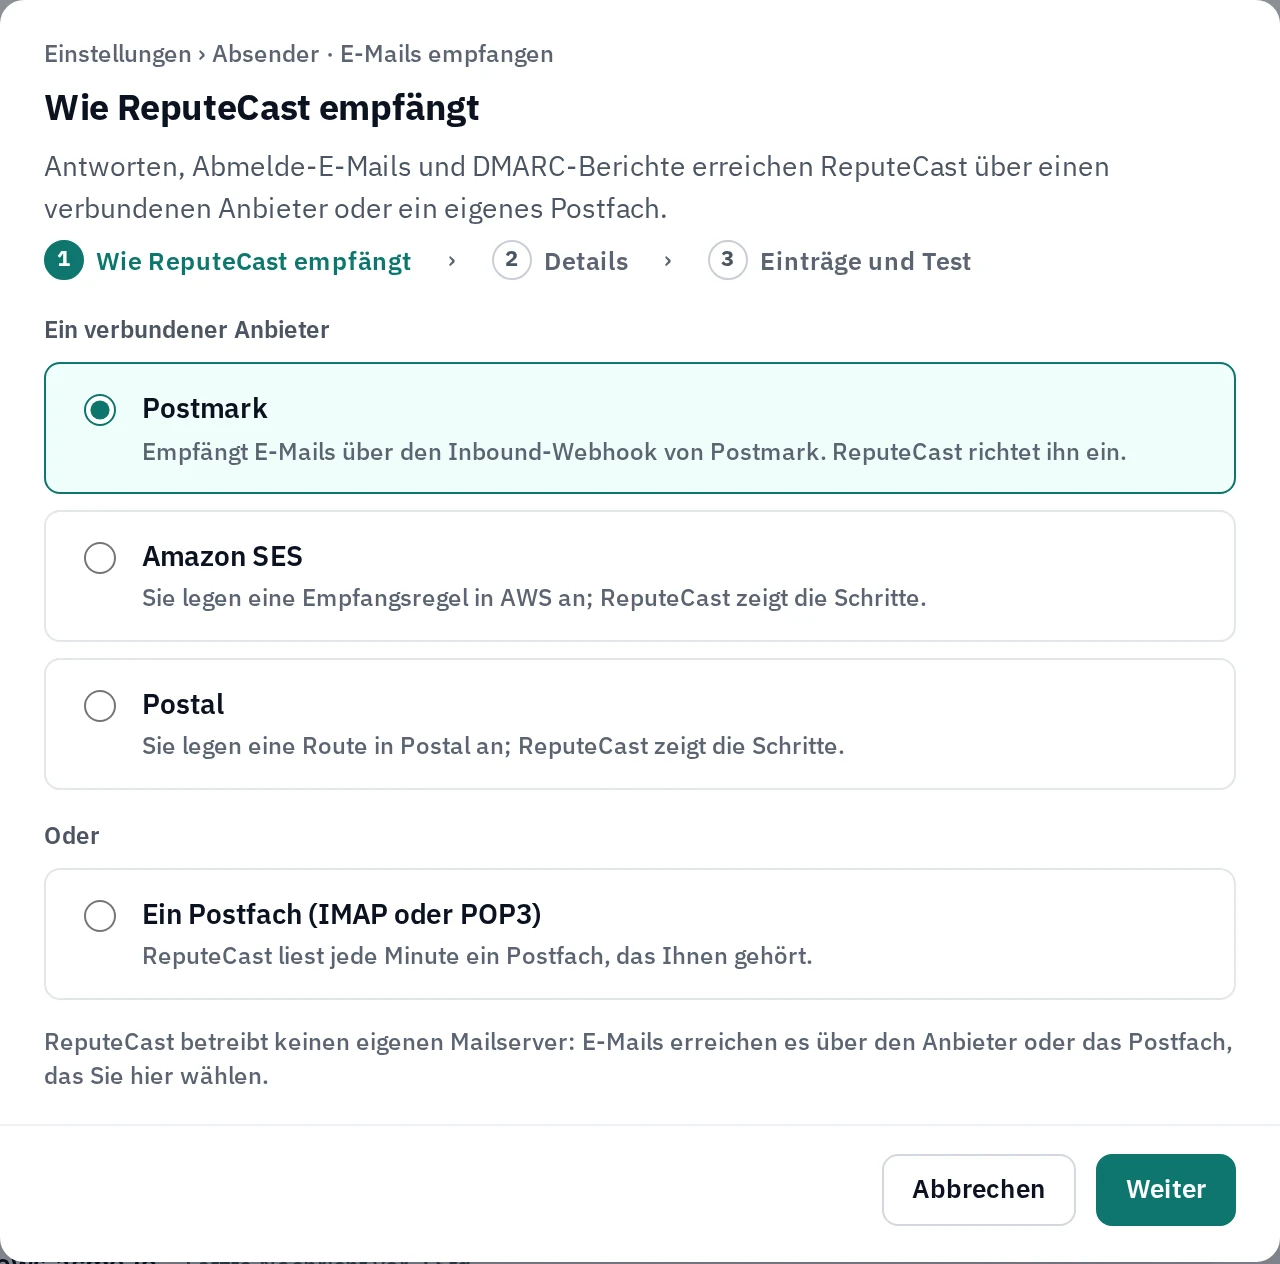 Einstellungen › Absender · E-Mails empfangen
Wie ReputeCast empfängt
Antworten, Abmelde-E-Mails und DMARC-Berichte erreichen ReputeCast über einen
verbundenen Anbieter oder ein eigenes Postfach.
1 Wie ReputeCast empfängt › 2 Details › 3 Einträge und Test
Ein verbundener Anbieter
Postmark
Empfängt E-Mails über den Inbound-Webhook von Postmark. ReputeCast richtet ihn ein.
Amazon SES
Sie legen eine Empfangsregel in AWS an; ReputeCast zeigt die Schritte.
Postal
Sie legen eine Route in Postal an; ReputeCast zeigt die Schritte.
Oder
Ein Postfach (IMAP oder POP3)
ReputeCast liest jede Minute ein Postfach, das Ihnen gehört.
ReputeCast betreibt keinen eigenen Mailserver: E-Mails erreichen es über den Anbieter oder das Postfach,
das Sie hier wählen.
Abbrechen Weiter